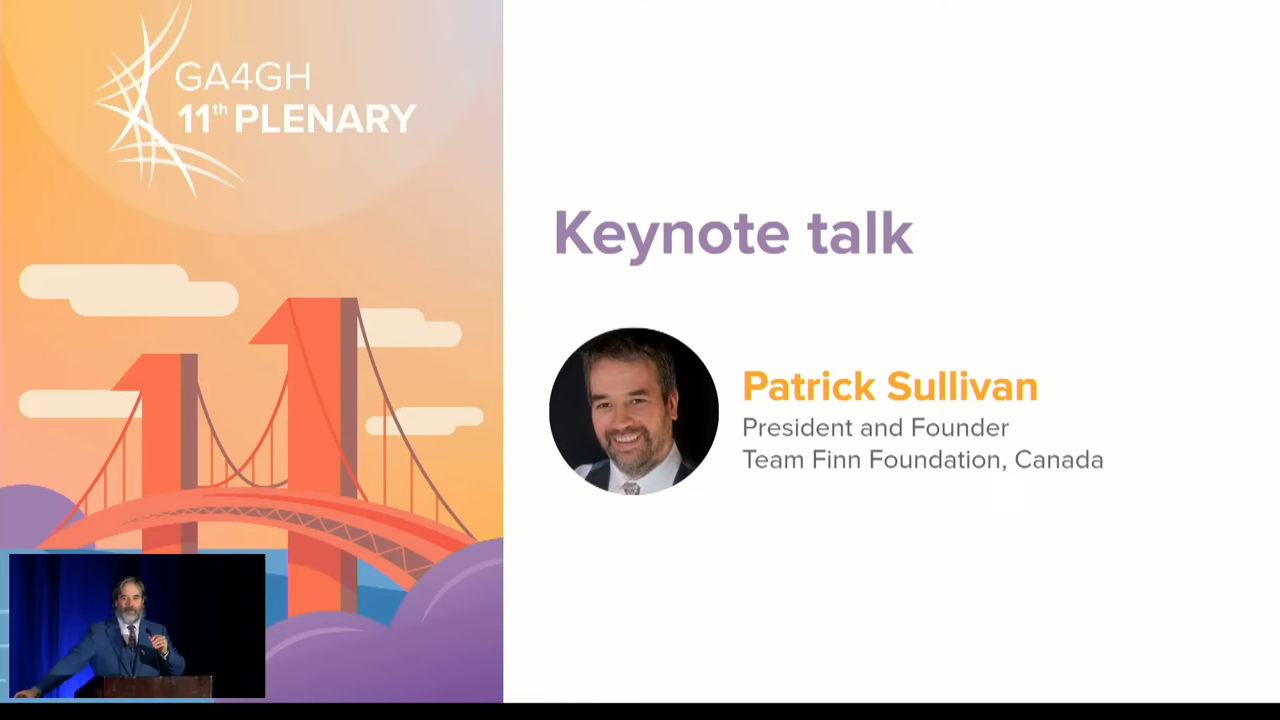 GA4GH
11th PLENARY
Keynote talk
Patrick Sullivan
President and Founder
Team Finn Foundation, Canada